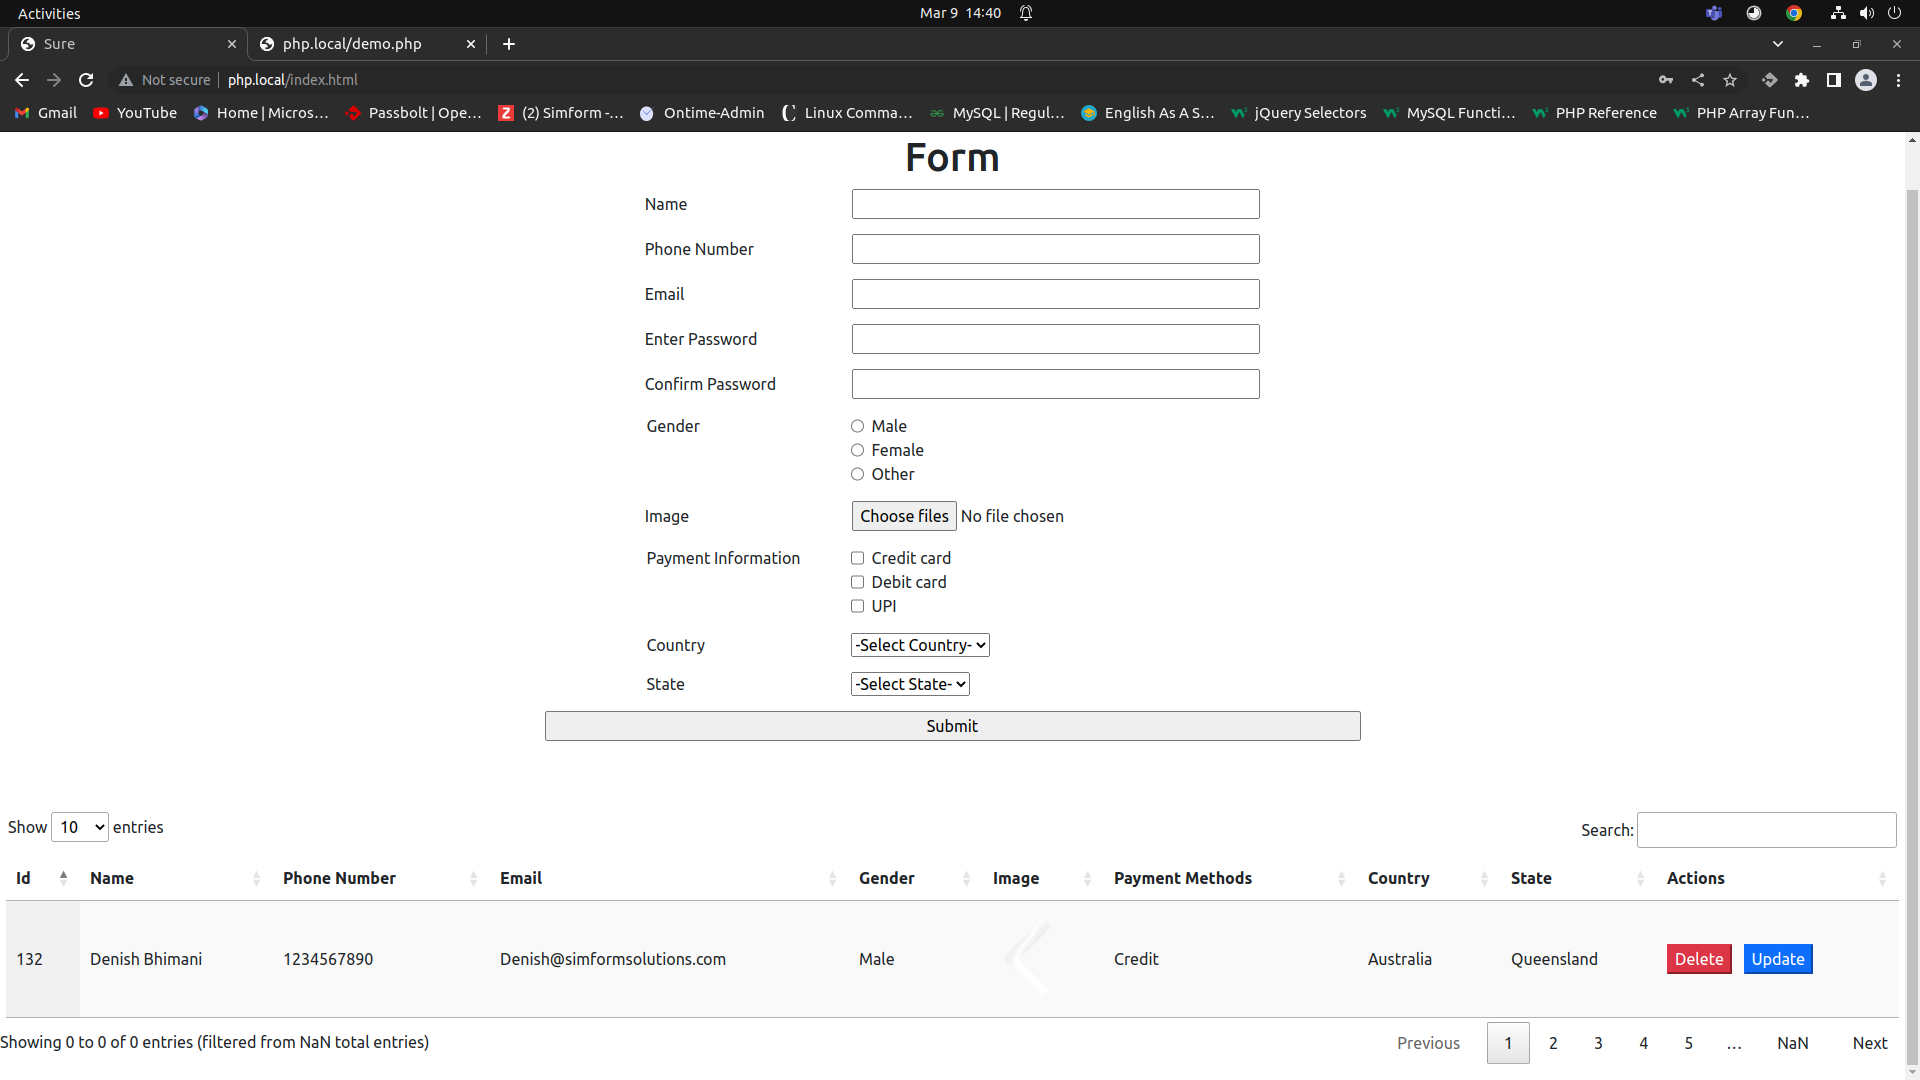 Activities
Mar 9 14:40
Sure
php.local/demo.php
Not secure
php.local/index.html
Gmail
YouTube
Home | Micros...
Passbolt | Ope...
(2) Simform -...
Ontime-Admin
Linux Comma...
MySQL | Regul...
English As A S...
jQuery Selectors
MySQL Functi...
PHP Reference
PHP Array Fun...
Form
Name
Phone Number
Email
Enter Password
Confirm Password
Gender
Male
Female
Other
Image
Choose files No file chosen
Payment Information
Credit card
Debit card
UPI
Country
-Select Country-
State
-Select State-
Submit
Show 10 entries
Search:
Id Name Phone Number Email Gender Image Payment Methods Country State Actions
132 Denish Bhimani 1234567890 Denish@simformsolutions.com Male Credit Australia Queensland Delete Update
Showing 0 to 0 of 0 entries (filtered from NaN total entries)
Previous 1 2 3 4 5 … NaN Next